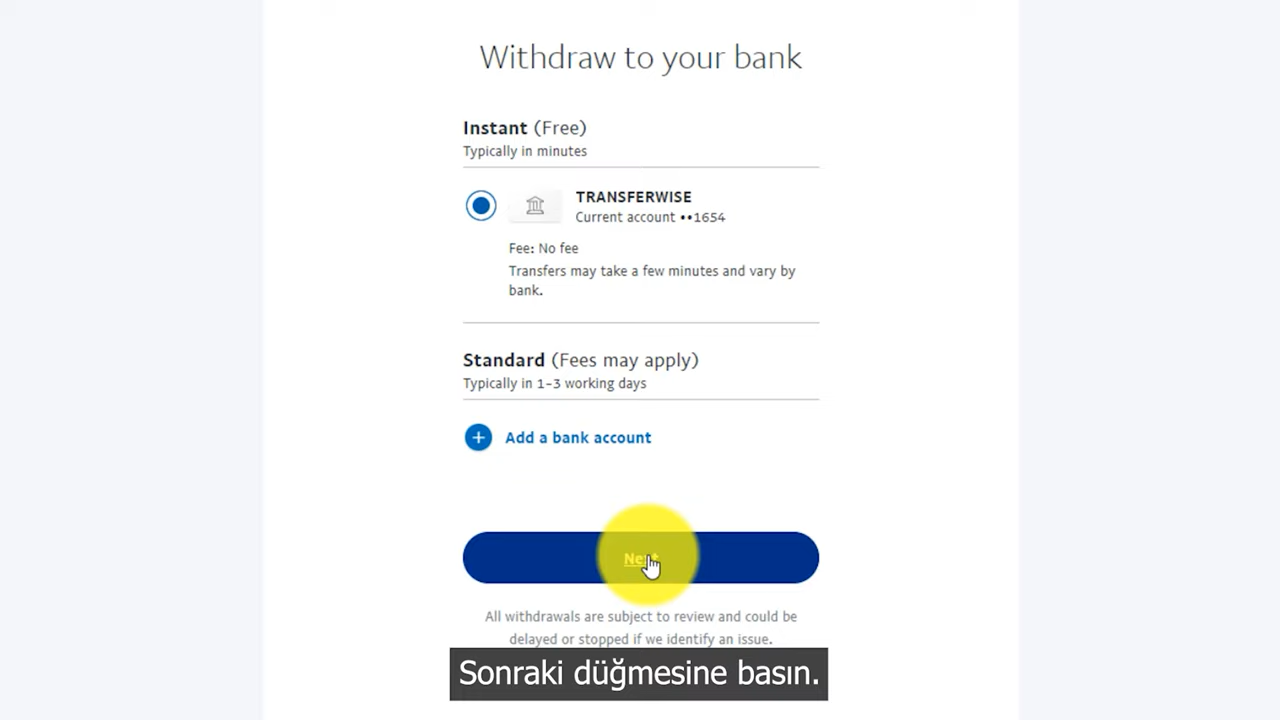 Withdraw to your bank
Instant (Free)
Typically in minutes
TRANSFERWISE
Current account ••1654
Fee: No fee
Transfers may take a few minutes and vary by
bank.
Standard (Fees may apply)
Typically in 1-3 working days
Add a bank account
Next
All withdrawals are subject to review and could be
delayed or stopped if we identify an issue.
Sonraki düğmesine basın.